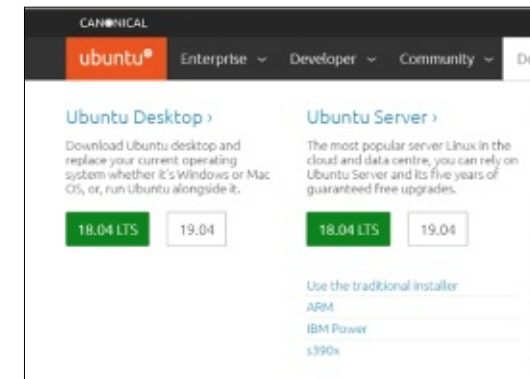 CANONICAL
ubuntu Enterprise Developer Community
Ubuntu Desktop ›
Download Ubuntu desktop and
replace your current operating
system whether it's Windows or Mac
OS, or, run Ubuntu alongside it.
18.04 LTS 19.04
Ubuntu Server ›
The most popular server Linux in the
cloud and data centre, you can rely on
Ubuntu Server and its five years of
guaranteed free upgrades.
18.04 LTS 19.04
Use the traditional installer
ARM
IBM Power
s390x